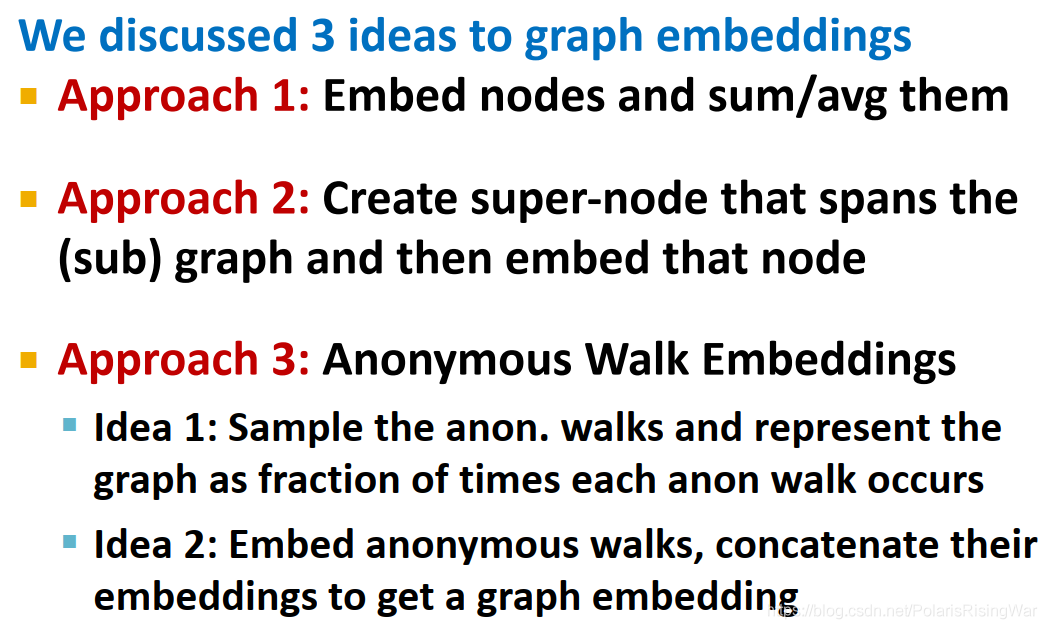 We discussed 3 ideas to graph embeddings
Approach 1: Embed nodes and sum/avg them
Approach 2: Create super-node that spans the
(sub) graph and then embed that node
Approach 3: Anonymous Walk Embeddings
Idea 1: Sample the anon. walks and represent the
graph as fraction of times each anon walk occurs
Idea 2: Embed anonymous walks, concatenate their
embeddings to get a graph embedding
https://blog.csdn.net/PolarisRisingWar